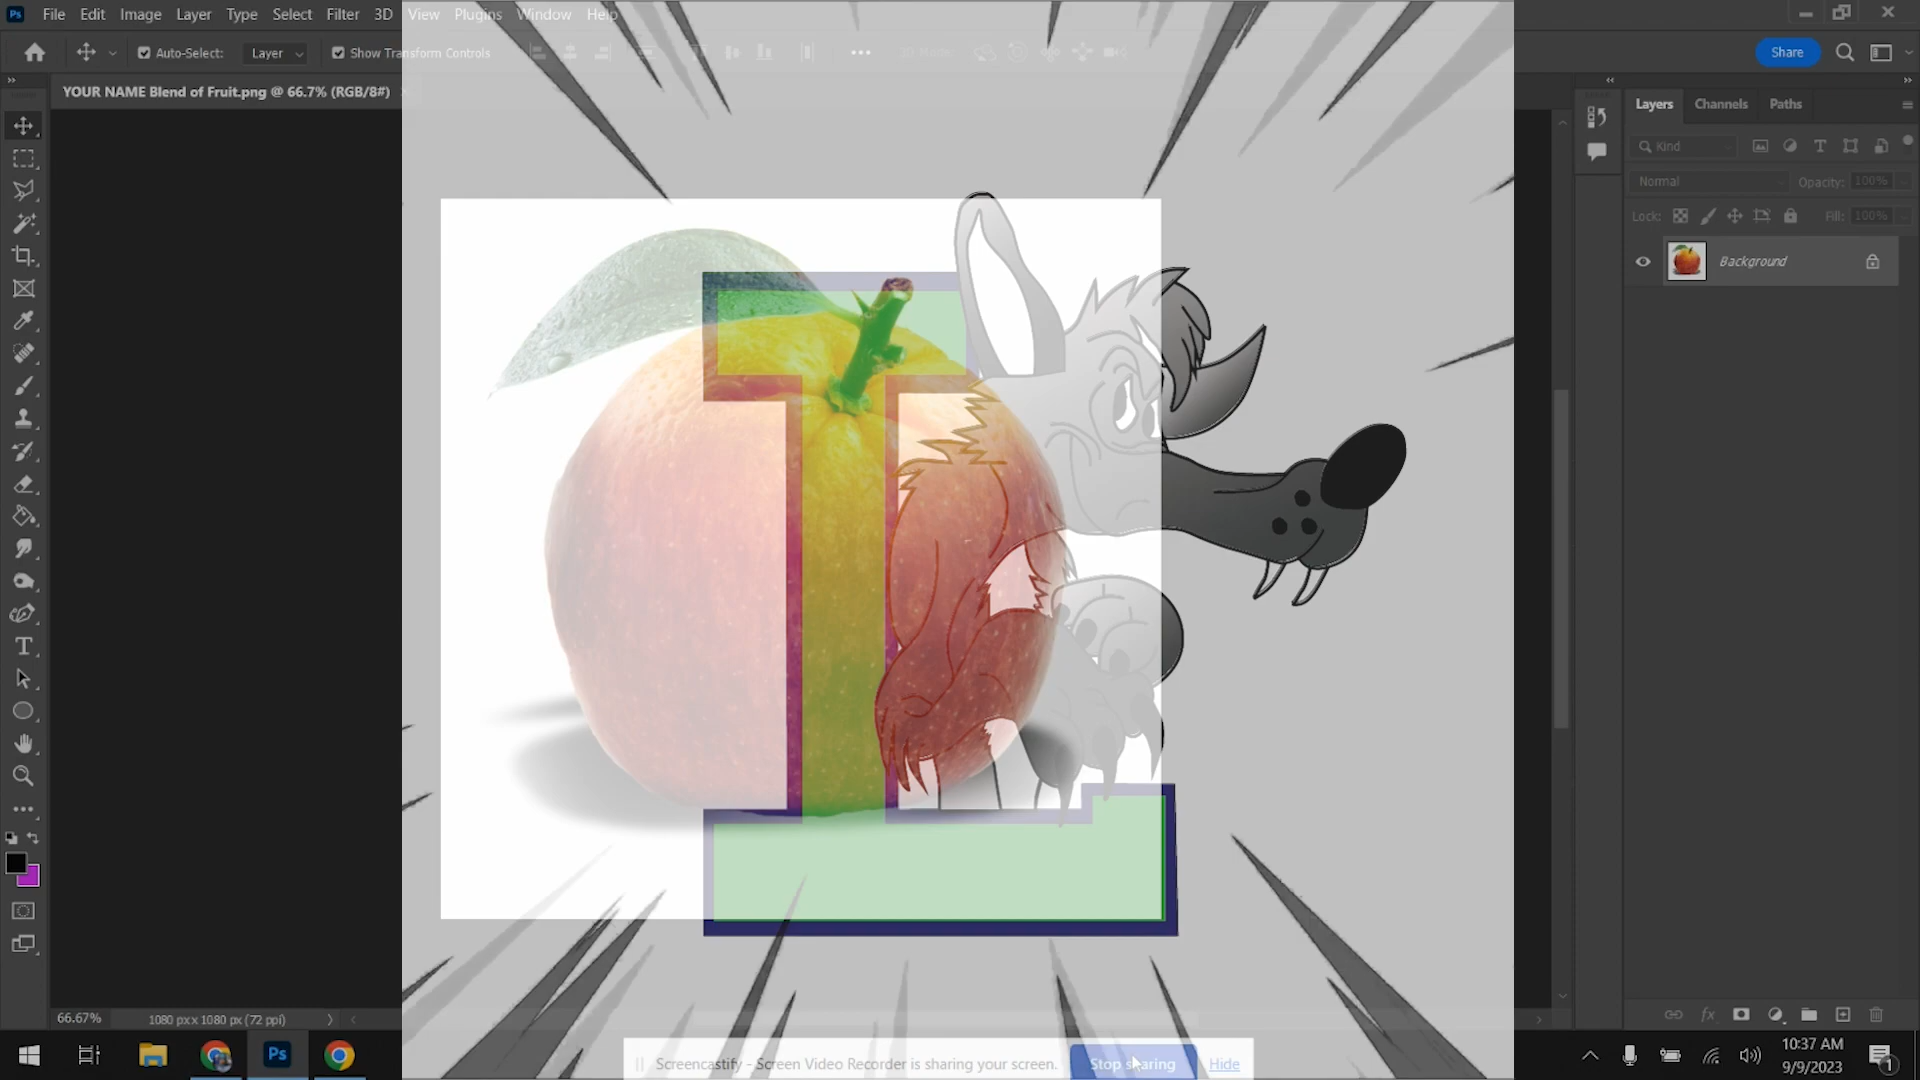 Ps File Edit Image Layer Type Select Filter 3D View Plugins Window Help
Auto-Select: Layer Show Transform Controls
Share
YOUR NAME Blend of Fruit.png @ 66.7% (RGB/8#)
Layers Channels Paths
Kind
Normal Opacity: 100%
Lock: Fill: 100%
Background
66.67% 1080 px x 1080 px (72 ppi)
Screencastify - Screen Video Recorder is sharing your screen. Stop sharing Hide
Ps
10:37 AM
9/9/2023
1